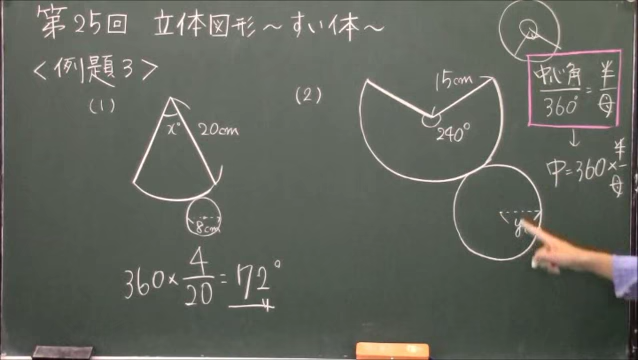 第25回 立体図形～すい体～
<例題3>
(1)
x°
20cm
8cm
360×4/20=72°
(2)
15cm
240°
y
中心角/360°=半/母
↓
中=360×半/母